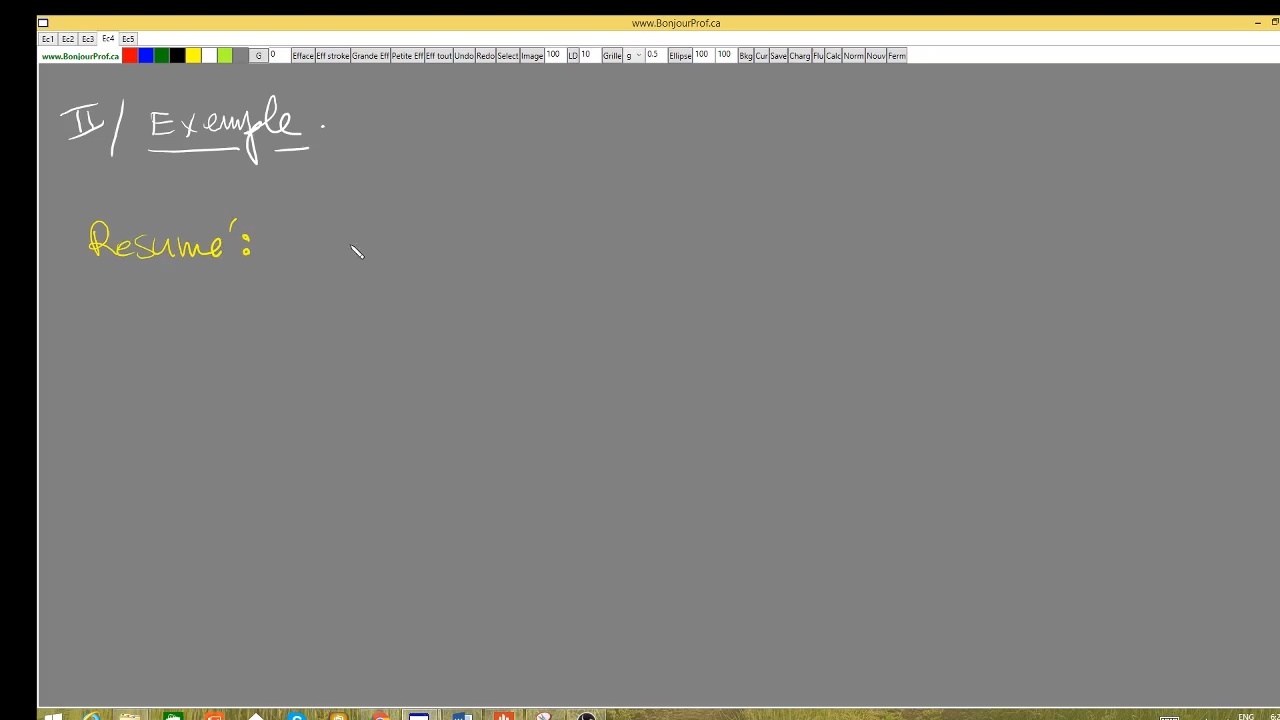 www.BonjourProf.ca
Ec1 Ec2 Ec3 Ec4 Ec5
www.BonjourProf.ca G 0 Efface Eff stroke Grande Eff Petite Eff Eff tout Undo Redo Select Image 100 LD 10 Grille g 0.5 Ellipse 100 100 Bkg Cur Save Charg Flu Calc Norm Nouv Ferm
II/ Exemple.
Resume':
ENG